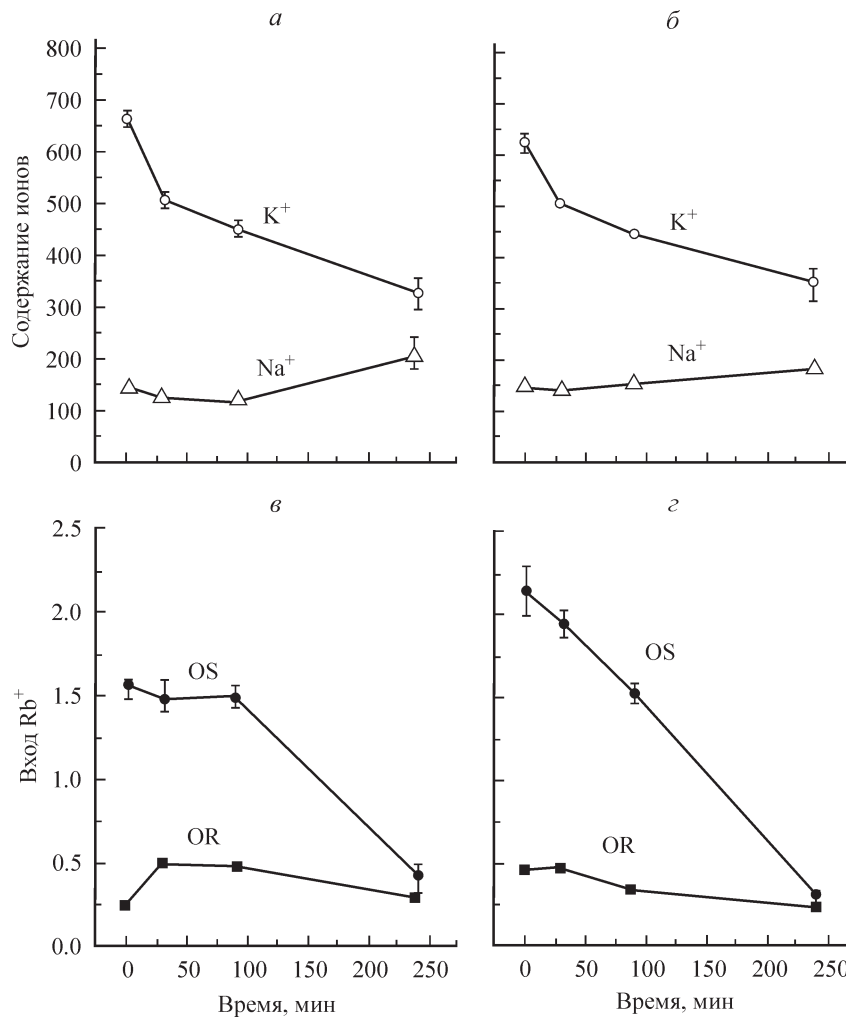 а
б
800
700
600
500
400
300
200
100
0
Содержание ионов
K⁺
Na⁺
K⁺
Na⁺
в
г
2.5
2.0
1.5
1.0
0.5
0.0
Вход Rb⁺
OS
OR
OS
OR
0 50 100 150 200 250
0 50 100 150 200 250
Время, мин
Время, мин